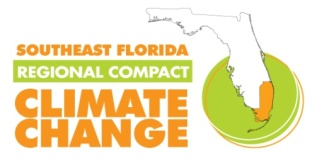 SOUTHEAST FLORIDA
REGIONAL COMPACT
CLIMATE
CHANGE